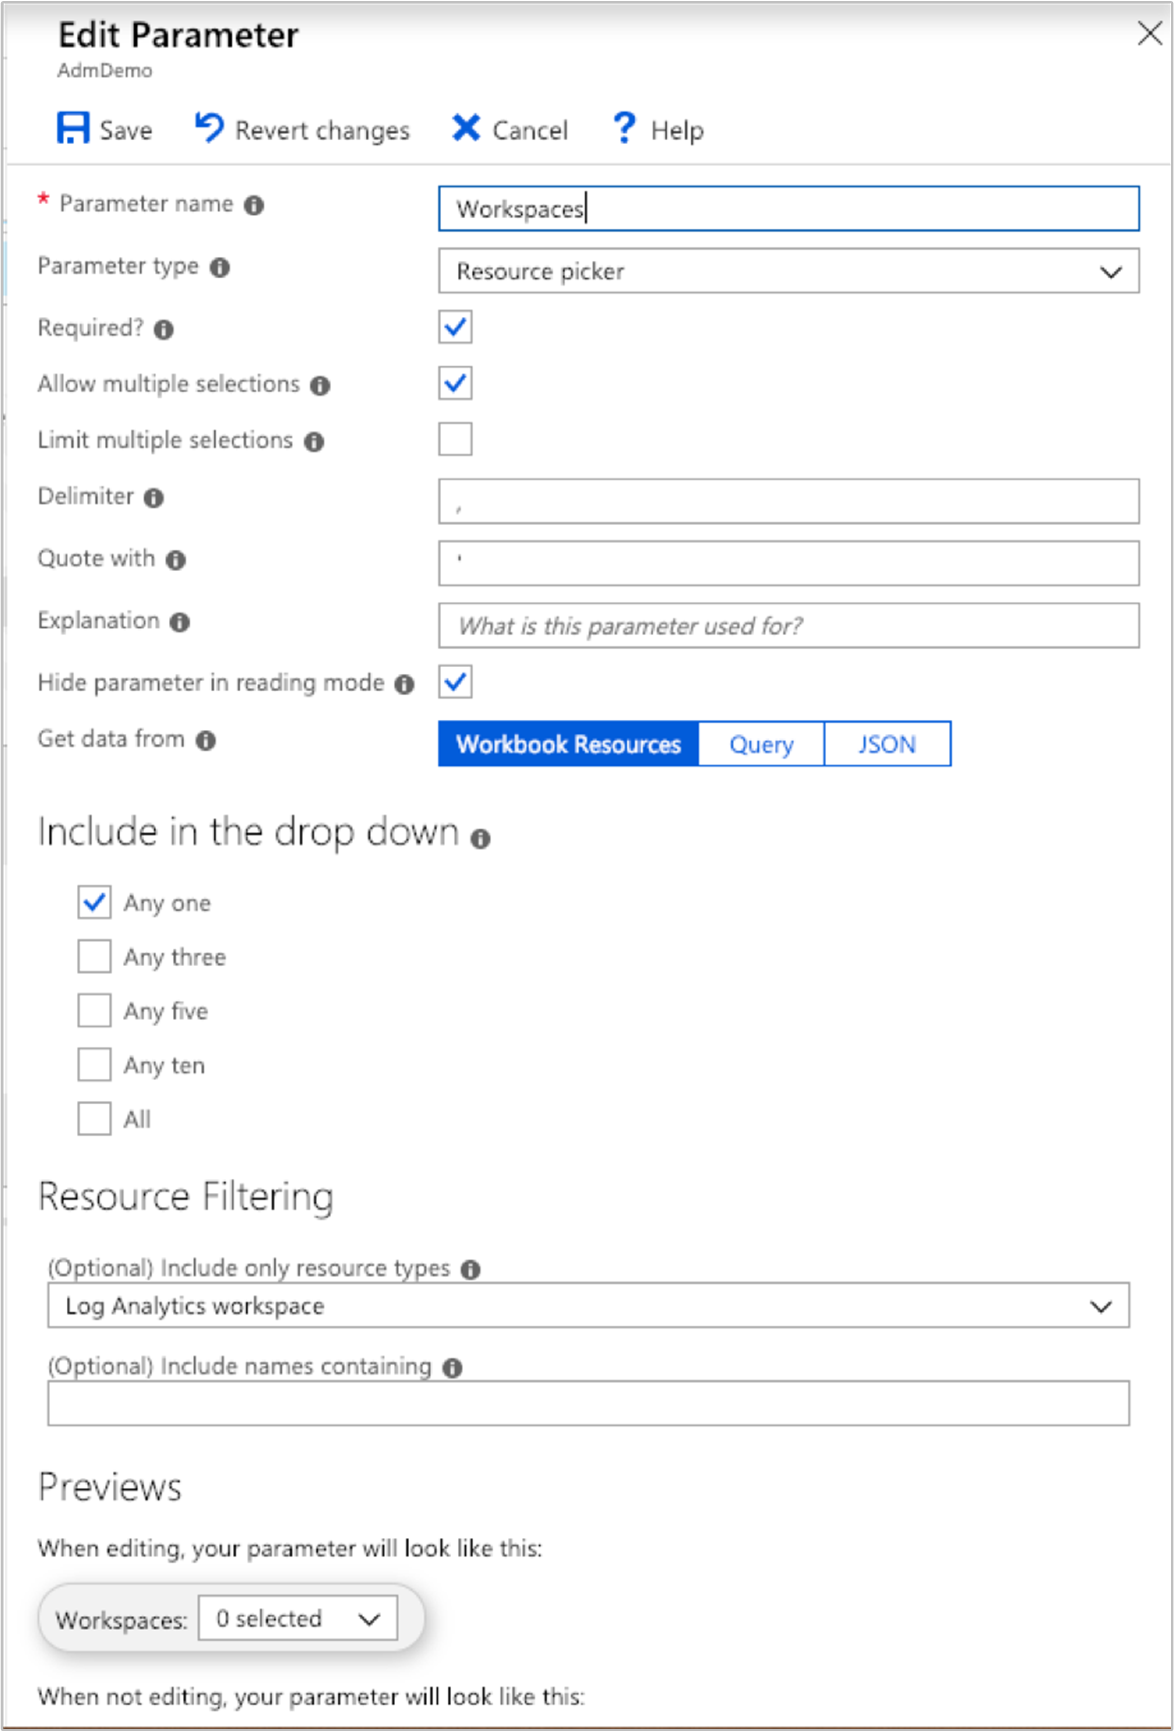 Edit Parameter
AdmDemo
Save Revert changes Cancel ? Help
* Parameter name Workspaces
Parameter type Resource picker
Required?
Allow multiple selections
Limit multiple selections
Delimiter ,
Quote with '
Explanation What is this parameter used for?
Hide parameter in reading mode
Get data from Workbook Resources Query JSON
Include in the drop down
Any one
Any three
Any five
Any ten
All
Resource Filtering
(Optional) Include only resource types
Log Analytics workspace
(Optional) Include names containing
Previews
When editing, your parameter will look like this:
Workspaces: 0 selected
When not editing, your parameter will look like this: